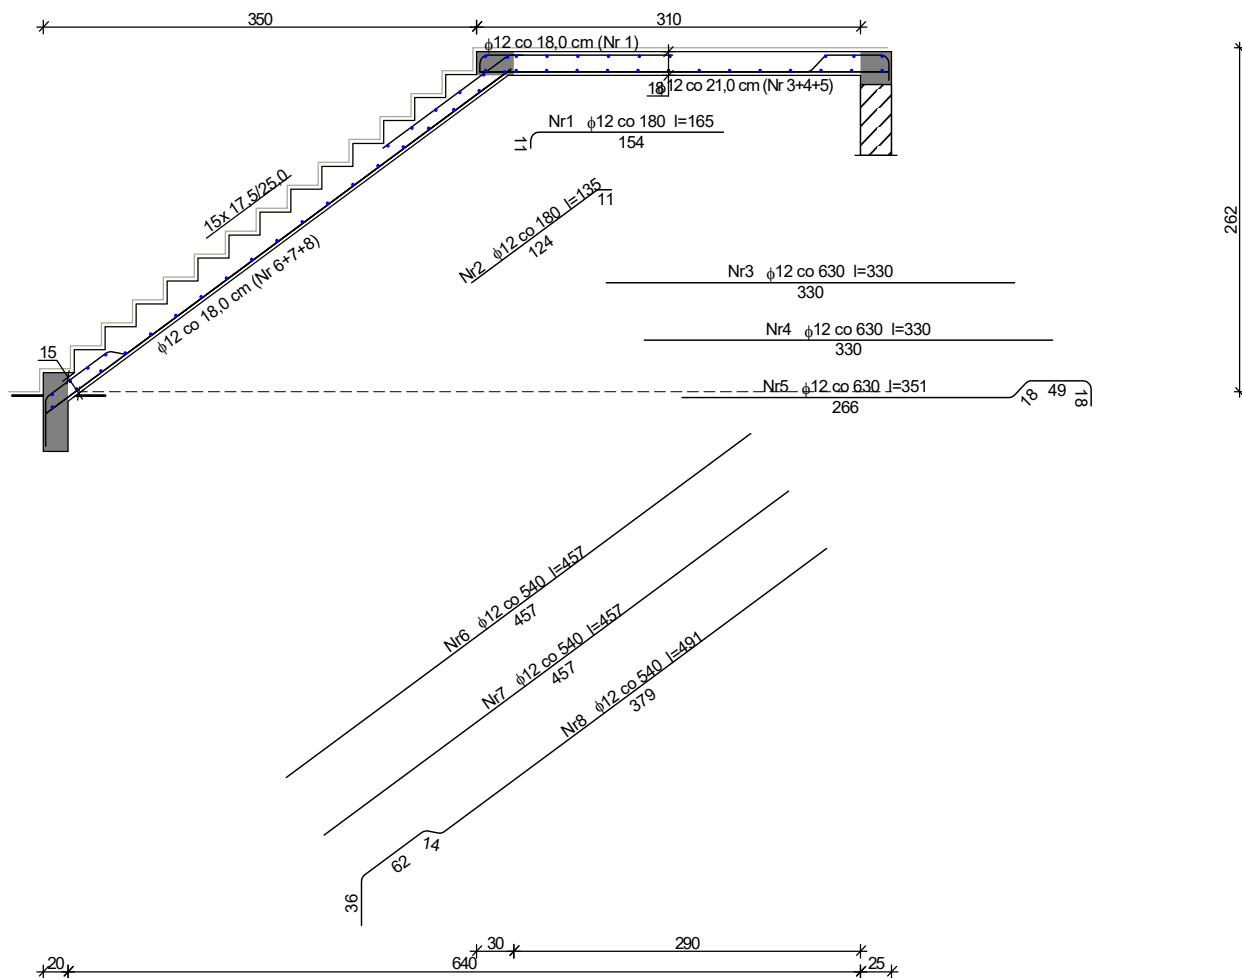 350
310
ϕ12 co 18,0 cm (Nr 1)
18
ϕ12 co 21,0 cm (Nr 3+4+5)
Nr1 ϕ12 co 180 l=165
11
154
15x 17,5/25,0
Nr2 ϕ12 co 180 l=135
11
124
262
ϕ12 co 18,0 cm (Nr 6+7+8)
Nr3 ϕ12 co 630 l=330
330
Nr4 ϕ12 co 630 l=330
330
15
Nr5 ϕ12 co 630 l=351
266
18
49
18
Nr6 ϕ12 co 540 l=457
457
Nr7 ϕ12 co 540 l=457
457
Nr8 ϕ12 co 540 l=491
379
14
62
36
30
290
20
640
25